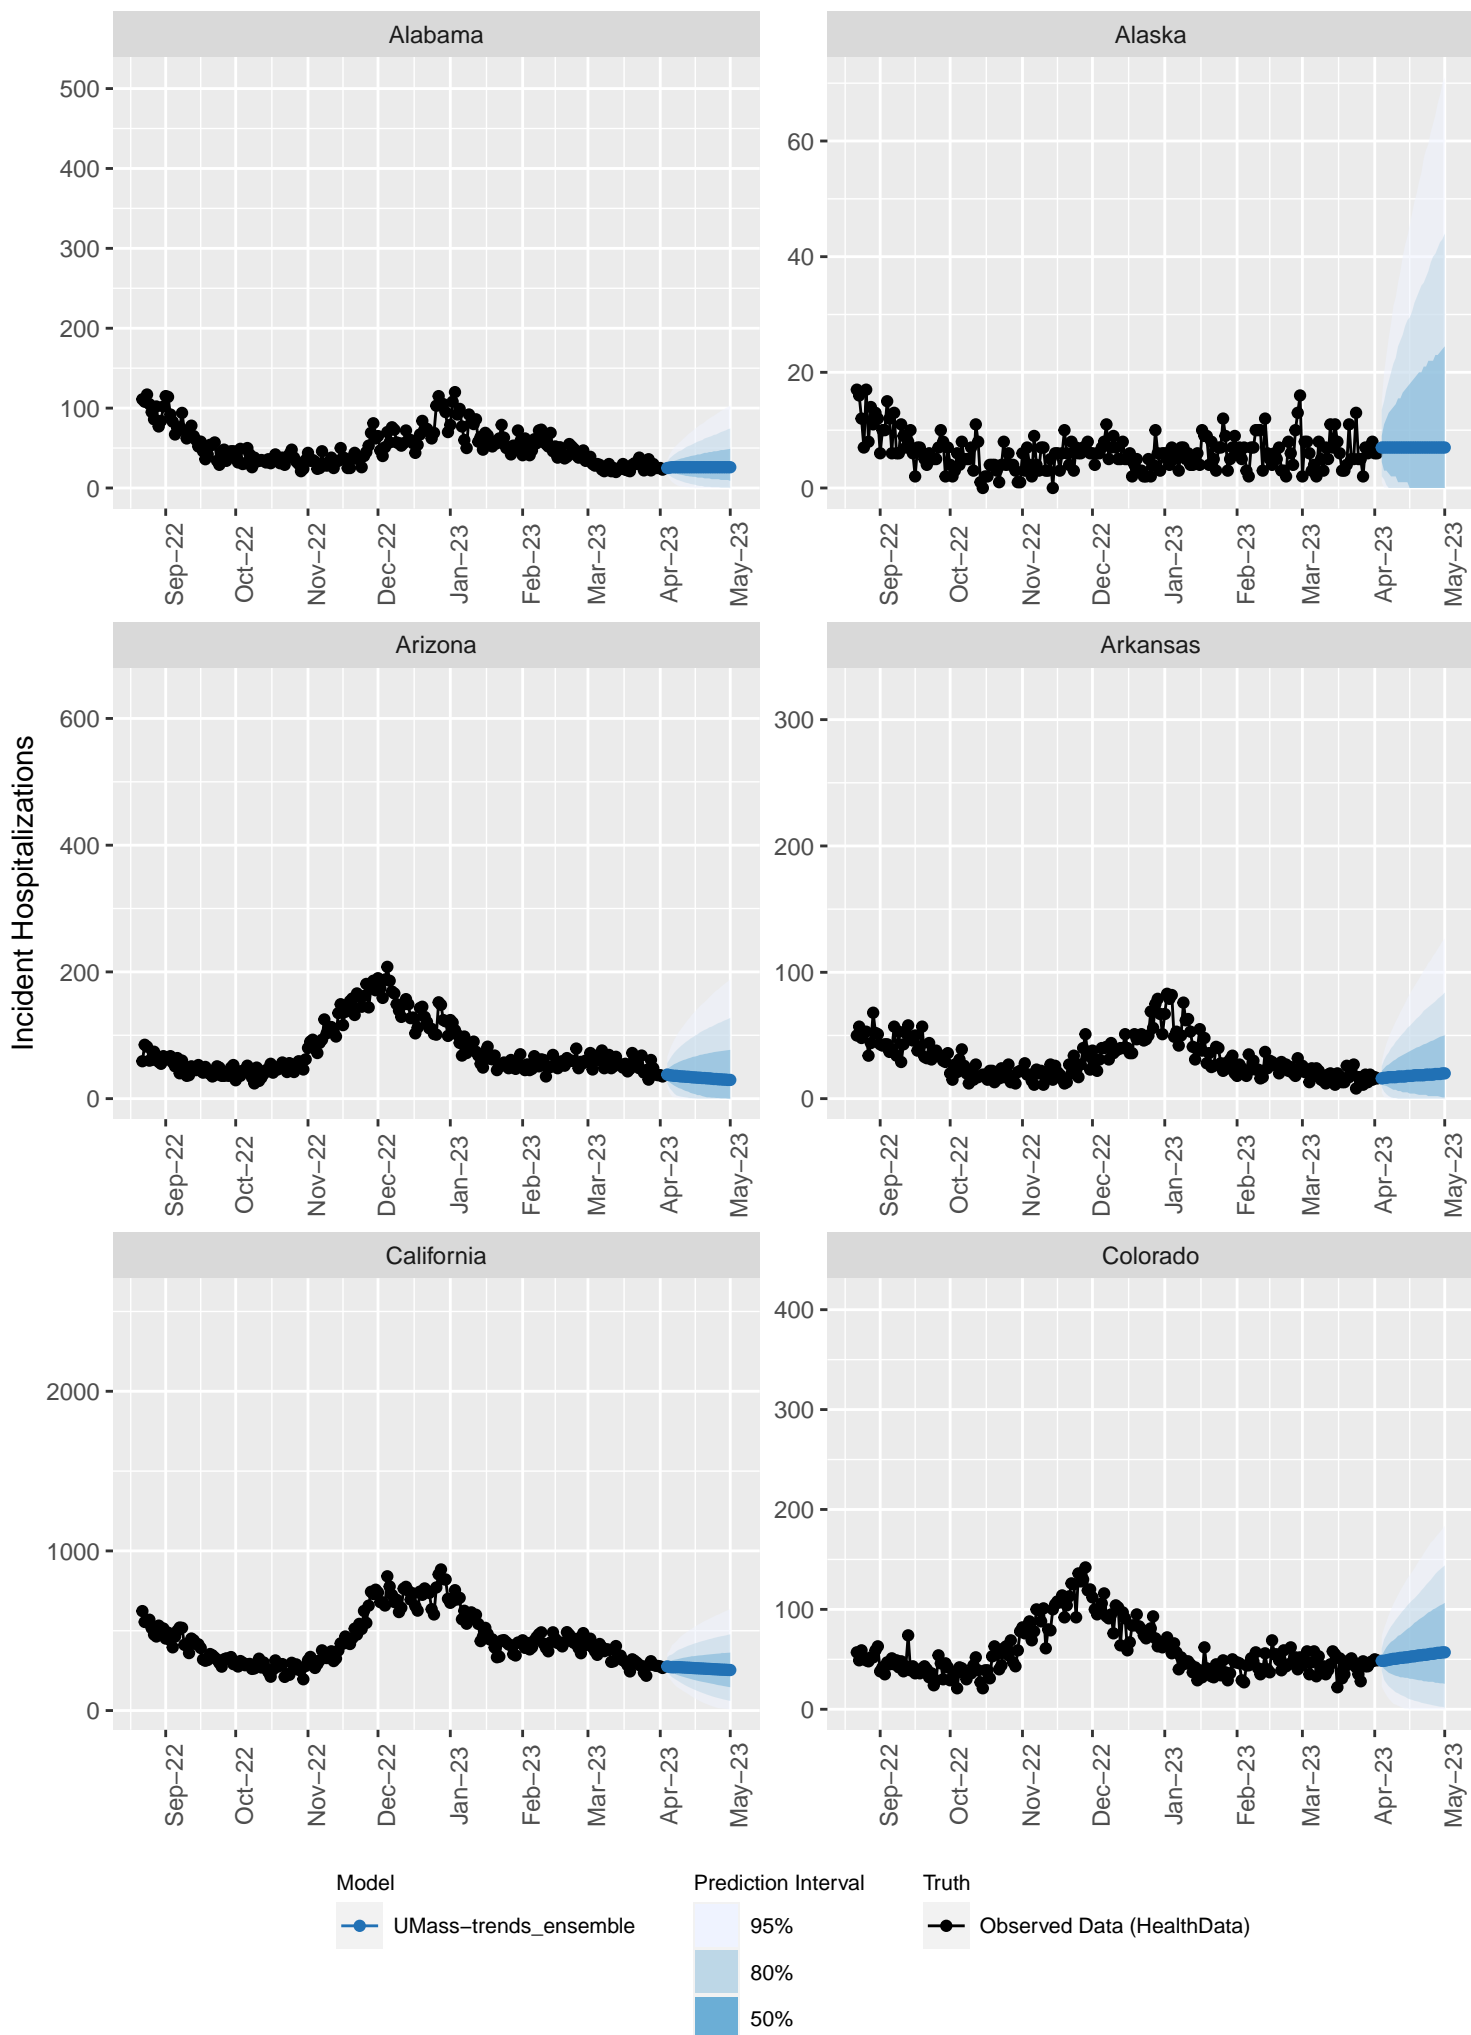 Incident Hospitalizations
Alabama
500
400
300
200
100
0
Sep−22
Oct−22
Nov−22
Dec−22
Jan−23
Feb−23
Mar−23
Apr−23
May−23
Alaska
60
40
20
0
Sep−22
Oct−22
Nov−22
Dec−22
Jan−23
Feb−23
Mar−23
Apr−23
May−23
Arizona
600
400
200
0
Sep−22
Oct−22
Nov−22
Dec−22
Jan−23
Feb−23
Mar−23
Apr−23
May−23
Arkansas
300
200
100
0
Sep−22
Oct−22
Nov−22
Dec−22
Jan−23
Feb−23
Mar−23
Apr−23
May−23
California
2000
1000
0
Sep−22
Oct−22
Nov−22
Dec−22
Jan−23
Feb−23
Mar−23
Apr−23
May−23
Colorado
400
300
200
100
0
Sep−22
Oct−22
Nov−22
Dec−22
Jan−23
Feb−23
Mar−23
Apr−23
May−23
Model
UMass−trends_ensemble
Prediction Interval
95%
80%
50%
Truth
Observed Data (HealthData)